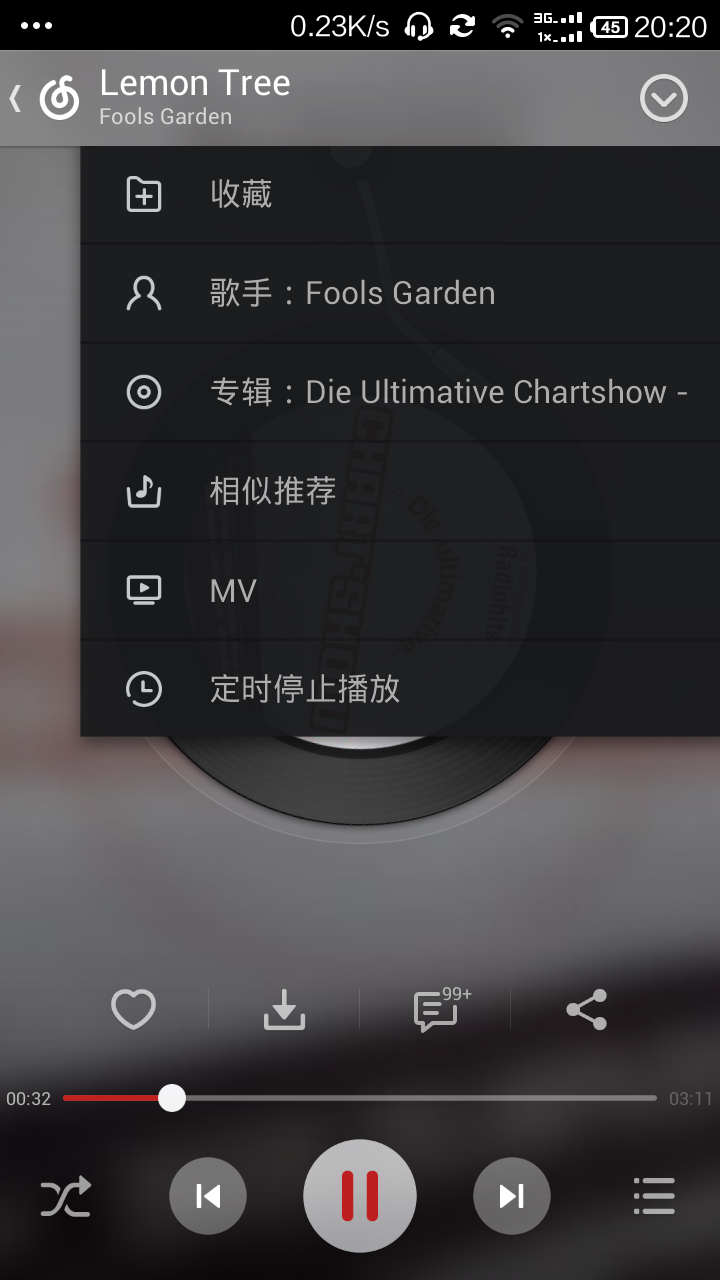 0.23K/s 3G 1x 45 20:20
Lemon Tree
Fools Garden
收藏
歌手：Fools Garden
专辑：Die Ultimative Chartshow -
相似推荐
MV
定时停止播放
CHARTSHOW
Die ultimative
Radiohits
99+
00:32 03:11